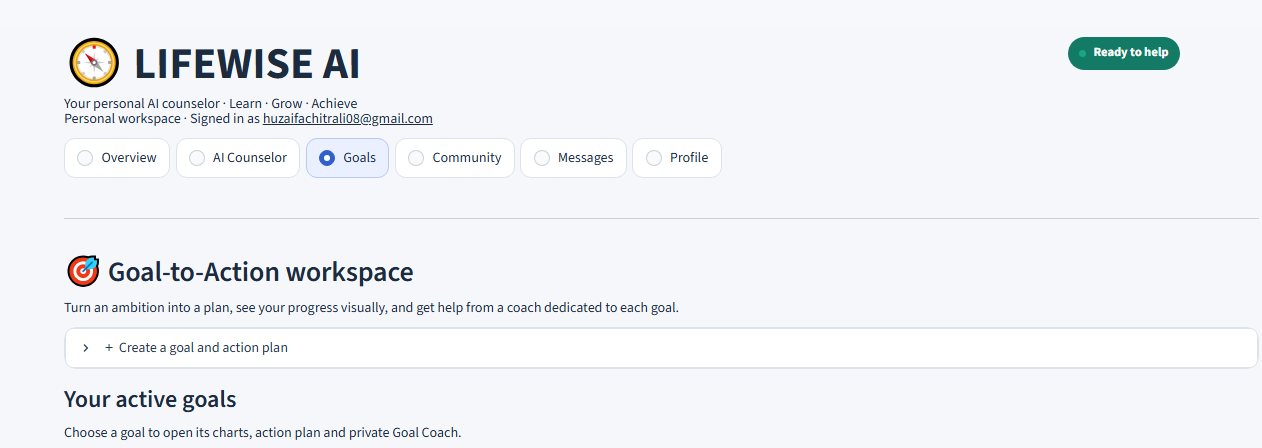 LIFEWISE AI
Ready to help
Your personal AI counselor · Learn · Grow · Achieve
Personal workspace · Signed in as huzaifachitrali08@gmail.com
Overview
AI Counselor
Goals
Community
Messages
Profile
Goal-to-Action workspace
Turn an ambition into a plan, see your progress visually, and get help from a coach dedicated to each goal.
+ Create a goal and action plan
Your active goals
Choose a goal to open its charts, action plan and private Goal Coach.